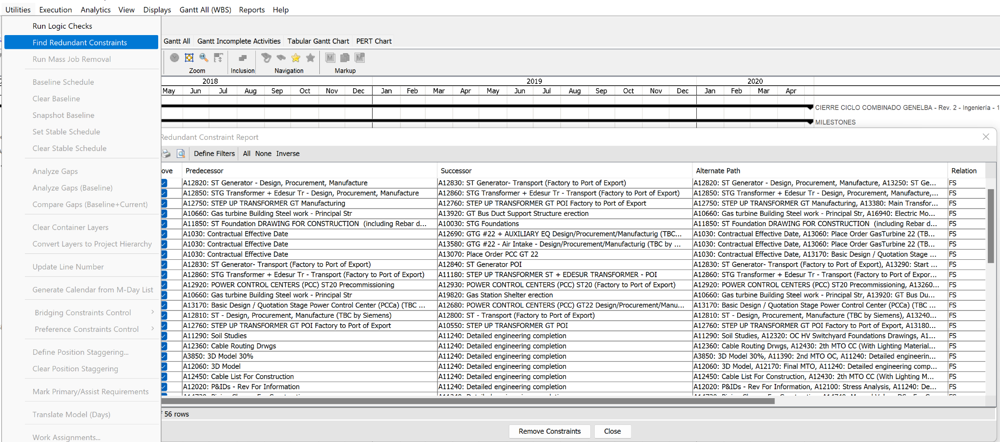 Utilities Execution Analytics View Displays Gantt All (WBS) Reports Help
Run Logic Checks
Find Redundant Constraints
Run Mass Job Removal
Baseline Schedule
Clear Baseline
Snapshot Baseline
Set Stable Schedule
Clear Stable Schedule
Analyze Gaps
Analyze Gaps (Baseline)
Compare Gaps (Baseline+Current)
Clear Container Layers
Convert Layers to Project Hierarchy
Update Line Number
Generate Calendar from M-Day List
Bridging Constraints Control
Preference Constraints Control
Define Position Staggering...
Clear Position Staggering
Mark Primary/Assist Requirements
Translate Model (Days)
Work Assignments...
Gantt All Gantt Incomplete Activities Tabular Gantt Chart PERT Chart
Zoom Inclusion Navigation Markup
2018 2019 2020
May Jun Jul Aug Sep Oct Nov Dec Jan Feb Mar Apr May Jun Jul Aug Sep Oct Nov Dec Jan Feb Mar Apr
CIERRE CICLO COMBINADO GENELBA - Rev. 2 - Ingeniería - 1
MILESTONES
Redundant Constraint Report
Define Filters All None Inverse
ove Predecessor Successor Alternate Path Relation
A12820: ST Generator - Design, Procurement, Manufacture A12830: ST Generator- Transport (Factory to Port of Export) A12820: ST Generator - Design, Procurement, Manufacture, A13250: ST Ge... FS
A12850: STG Transformer + Edesur Tr - Design, Procurement, Manufacture A12860: STG Transformer + Edesur Tr - Transport (Factory to Port of Export) A12850: STG Transformer + Edesur Tr - Design, Procurement, Manufacture,... FS
A12750: STEP UP TRANSFORMER GT Manufacturing A12760: STEP UP TRANSFORMER GT POI Factory to Port of Export A12750: STEP UP TRANSFORMER GT Manufacturing, A13380: Main Transfor... FS
A10660: Gas turbine Building Steel work - Principal Str A13920: GT Bus Duct Support Structure erection A10660: Gas turbine Building Steel work - Principal Str, A16940: Electric Mo... FS
A11850: ST Foundation DRAWING FOR CONSTRUCTION (including Rebar d... A10030: STG Foundations A11850: ST Foundation DRAWING FOR CONSTRUCTION (including Rebar d... FS
A1030: Contractual Effective Date A12690: GTG #22 + AUXILIARY EQ Design/Procurement/Manufacturig (TBC... A1030: Contractual Effective Date, A13060: Place Order GasTurbine 22 (TB... FS
A1030: Contractual Effective Date A13580: GTG #22 - Air Intake - Design/Procurement/Manufacturig (TBC by ... A1030: Contractual Effective Date, A13060: Place Order GasTurbine 22 (TB... FS
A1030: Contractual Effective Date A13070: Place Order PCC GT 22 A1030: Contractual Effective Date, A13170: Basic Design / Quotation Stage ... FS
A12830: ST Generator- Transport (Factory to Port of Export) A12840: ST Generator POI A12830: ST Generator- Transport (Factory to Port of Export), A13290: Start ... FS
A12860: STG Transformer + Edesur Tr - Transport (Factory to Port of Export) A11180: STEP UP TRANSFORMER ST + EDESUR TRANSFORMER - POI A12860: STG Transformer + Edesur Tr - Transport (Factory to Port of Expor... FS
A12920: POWER CONTROL CENTERS (PCC) ST20 Precommissioning A12930: POWER CONTROL CENTERS (PCC) ST20 (Factory to Port of Export) A12920: POWER CONTROL CENTERS (PCC) ST20 Precommissioning, A13260... FS
A10660: Gas turbine Building Steel work - Principal Str A19820: Gas Station Shelter erection A10660: Gas turbine Building Steel work - Principal Str, A13920: GT Bus Du... FS
A13170: Basic Design / Quotation Stage Power Control Center (PCCa) (TBC ... A12680: POWER CONTROL CENTERS (PCC) GT22 Design/Procurement/Manu... A13170: Basic Design / Quotation Stage Power Control Center (PCCa) (TBC ... FS
A12810: ST - Design, Procurement, Manufacture (TBC by Siemens) A12800: ST - Transport (Factory to Port of Export) A12810: ST - Design, Procurement, Manufacture (TBC by Siemens), A13240... FS
A12760: STEP UP TRANSFORMER GT POI Factory to Port of Export A10550: STEP UP TRANSFORMER GT POI A12760: STEP UP TRANSFORMER GT POI Factory to Port of Export, A13180... FS
A11290: Soil Studies A11240: Detailed engineering completion A11290: Soil Studies, A12320: OC HV Switchyard Foundations Drawings, A1... FS
A12360: Cable Routing Drwgs A11240: Detailed engineering completion A12360: Cable Routing Drwgs, A12430: 2th MTO CC (With Lighting Material... FS
A3850: 3D Model 30% A11240: Detailed engineering completion A3850: 3D Model 30%, A11390: 2nd MTO OC, A11240: Detailed engineerin... FS
A12060: 3D Model A11240: Detailed engineering completion A12060: 3D Model, A12170: Final MTO, A11240: Detailed engineering comp... FS
A12450: Cable List For Construction A11240: Detailed engineering completion A12450: Cable List For Construction, A12430: 2th MTO CC (With Lighting M... FS
A12020: P&IDs - Rev For Information A11240: Detailed engineering completion A12020: P&IDs - Rev For Information, A12100: Stress Analysis, A11240: De... FS
56 rows
Remove Constraints Close